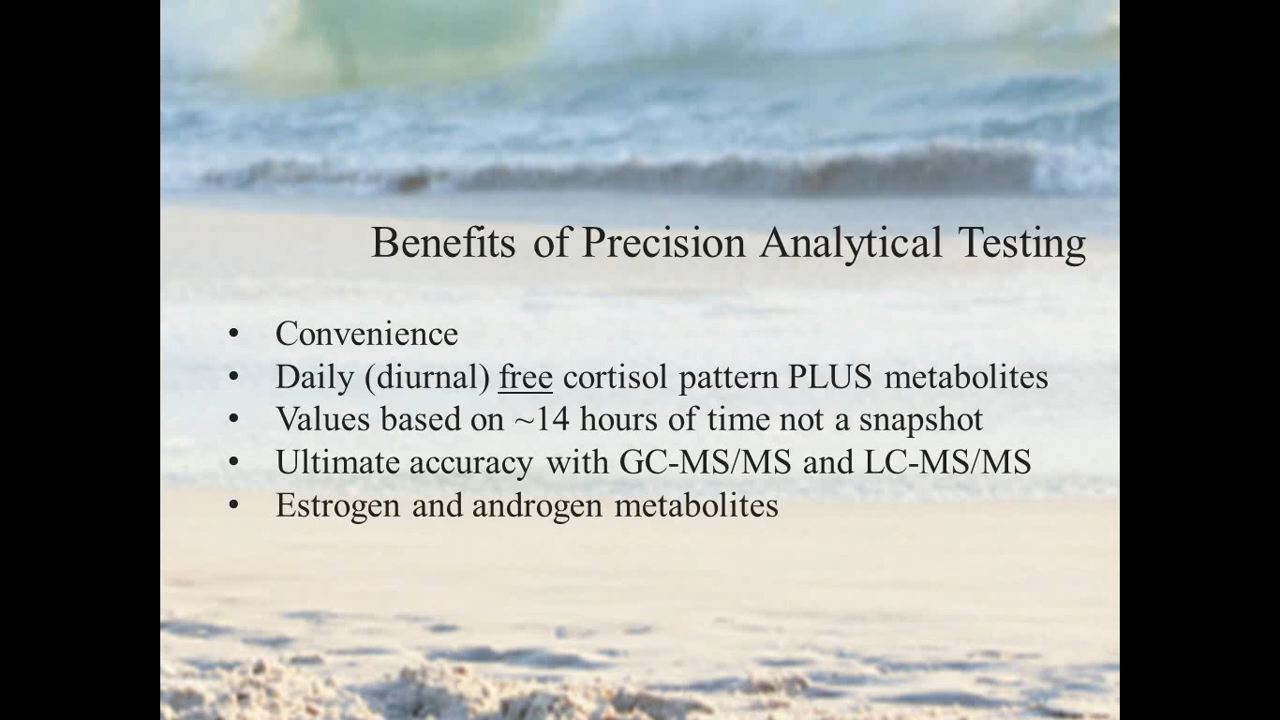 Benefits of Precision Analytical Testing
• Convenience
• Daily (diurnal) free cortisol pattern PLUS metabolites
• Values based on ~14 hours of time not a snapshot
• Ultimate accuracy with GC-MS/MS and LC-MS/MS
• Estrogen and androgen metabolites